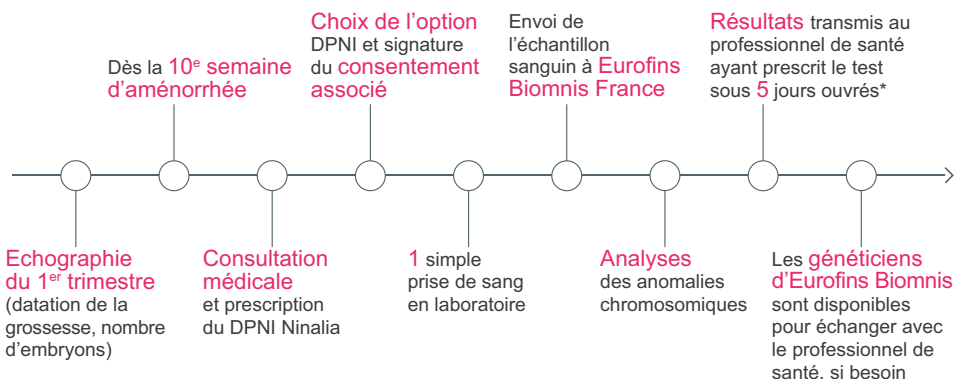 Echographie
du 1er trimestre
(datation de la
grossesse, nombre
d’embryons)
Dès la 10e semaine
d’aménorrhée
Consultation
médicale
et prescription
du DPNI Ninalia
Choix de l’option
DPNI et signature
du consentement
associé
1 simple
prise de sang
en laboratoire
Envoi de
l’échantillon
sanguin à Eurofins
Biomnis France
Analyses
des anomalies
chromosomiques
Résultats transmis au
professionnel de santé
ayant prescrit le test
sous 5 jours ouvrés*
Les généticiens
d’Eurofins Biomnis
sont disponibles
pour échanger avec
le professionnel de
santé, si besoin